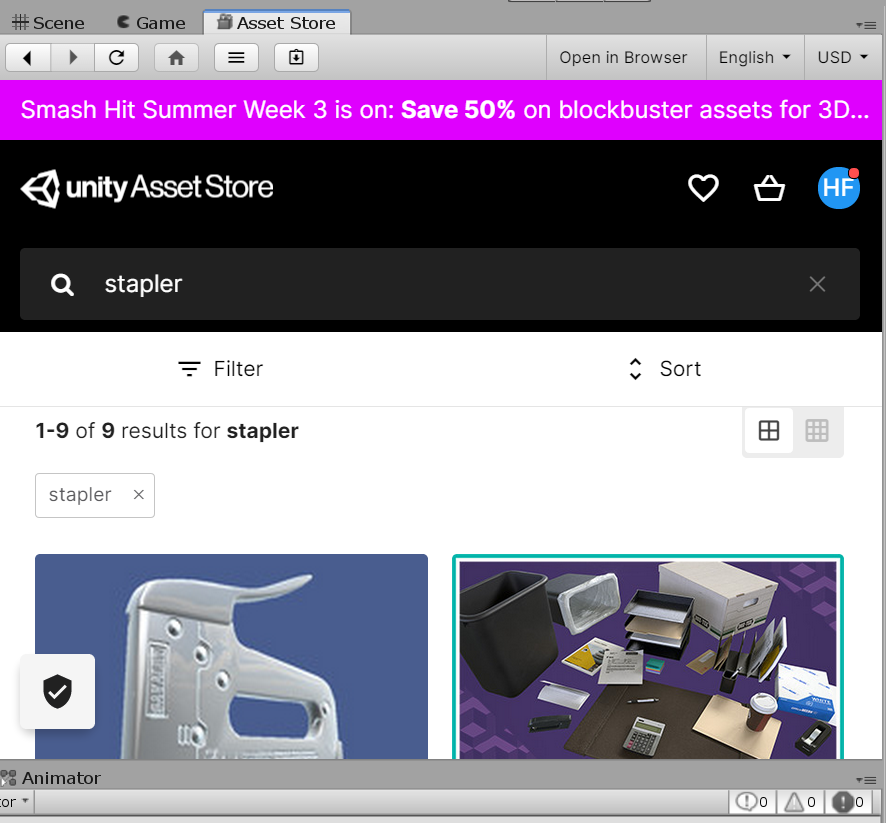 Scene Game Asset Store
Open in Browser English USD
Smash Hit Summer Week 3 is on: Save 50% on blockbuster assets for 3D...
unity Asset Store
HF
stapler
Filter Sort
1-9 of 9 results for stapler
stapler ×
WHITE
Animator
or
0 0 0